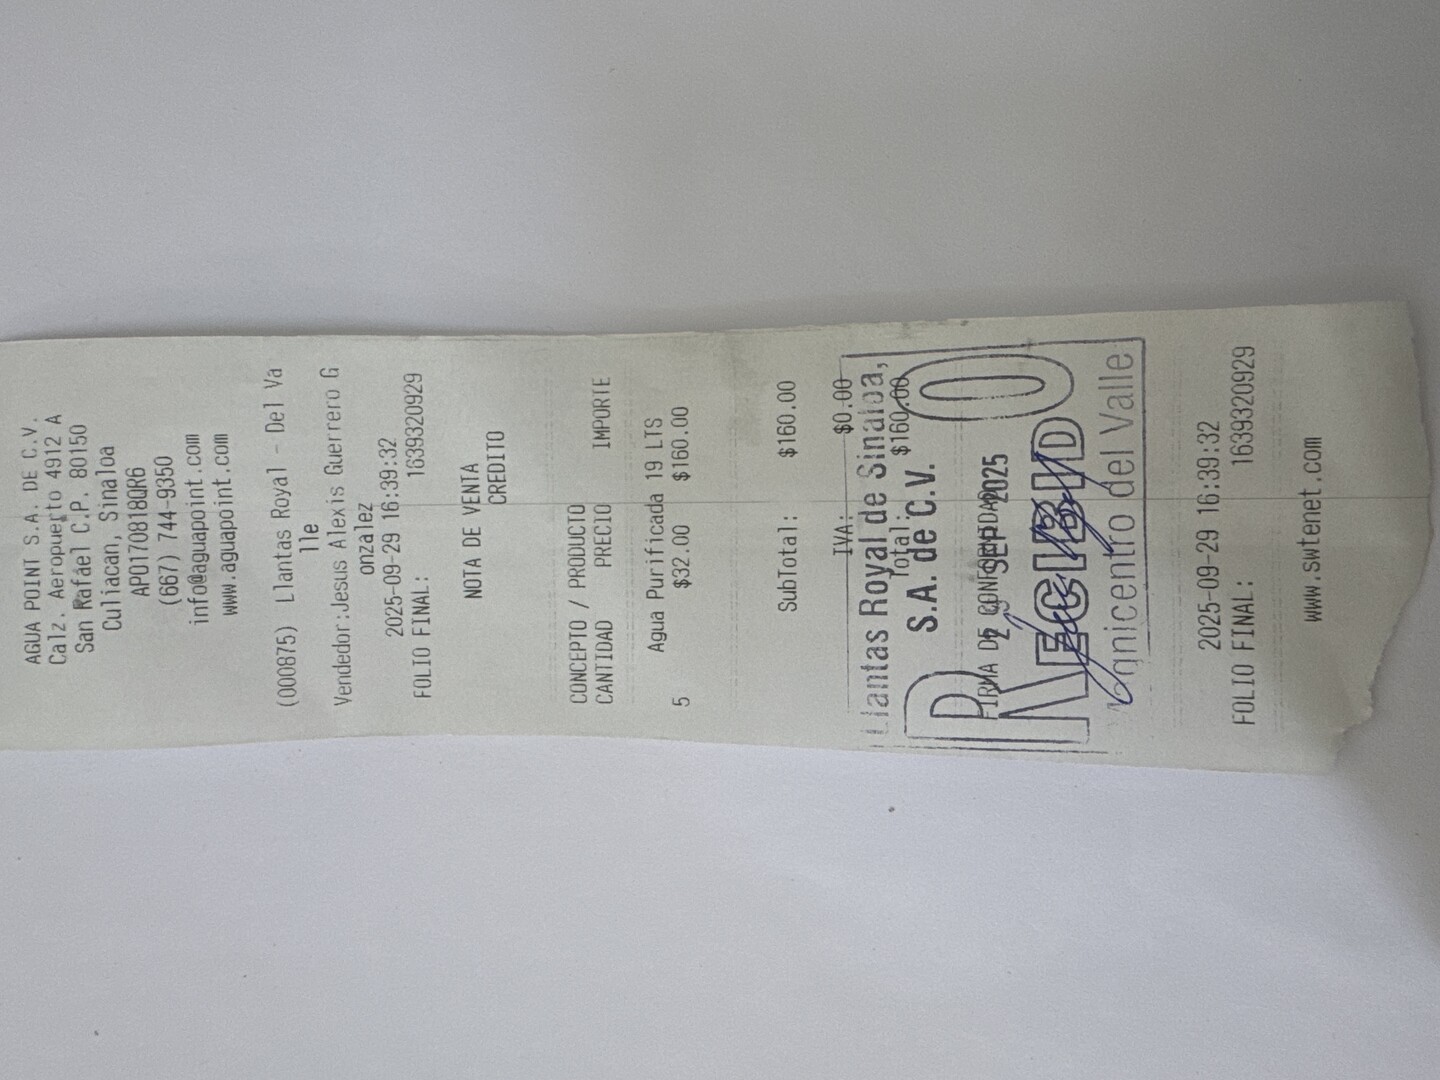 AGUA POINT S.A. DE C.V.
Calz. Aeropuerto 4912 A
San Rafael C.P. 80150
Culiacan, Sinaloa
APO170818QR6
(667) 744-9350
info@aguapoint.com
www.aguapoint.com
(000875) Llantas Royal - Del Va
lle
Vendedor:Jesus Alexis Guerrero G
onzalez
2025-09-29 16:39:32
FOLIO FINAL: 1639320929
NOTA DE VENTA
CREDITO
CONCEPTO / PRODUCTO
CANTIDAD PRECIO IMPORTE
Agua Purificada 19 LTS
5 $32.00 $160.00
SubTotal: $160.00
IVA: $0.00
Llantas Royal de Sinaloa,
Total: $160.00
S.A. de C.V.
FIRMA DE CONFORMIDAD
SEP 2025
RECIBIDO
Llanicentro del Valle
2025-09-29 16:39:32
FOLIO FINAL: 1639320929
www.swtenet.com